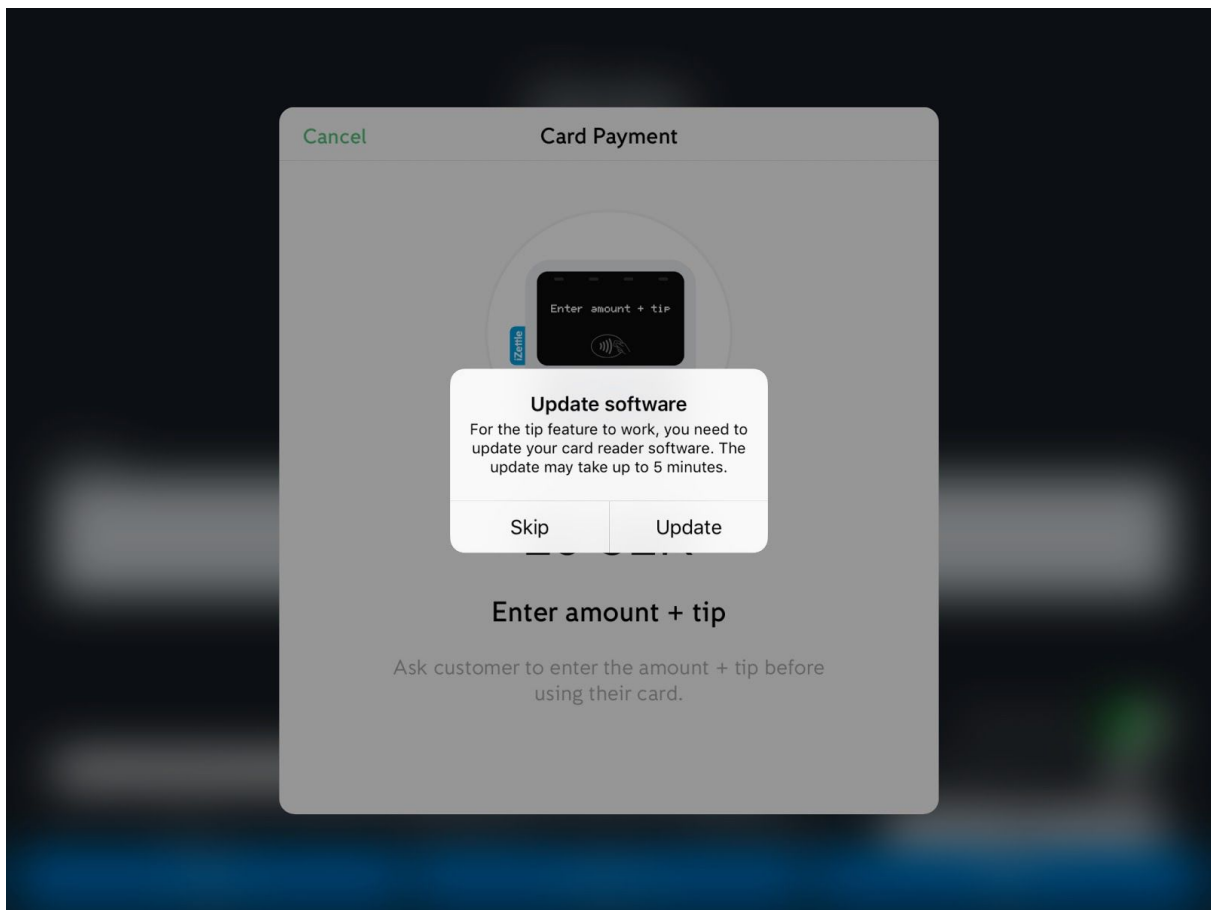 Cancel
Card Payment
Enter amount + tip
iZettle
Update software
For the tip feature to work, you need to
update your card reader software. The
update may take up to 5 minutes.
Skip
Update
Enter amount + tip
Ask customer to enter the amount + tip before
using their card.